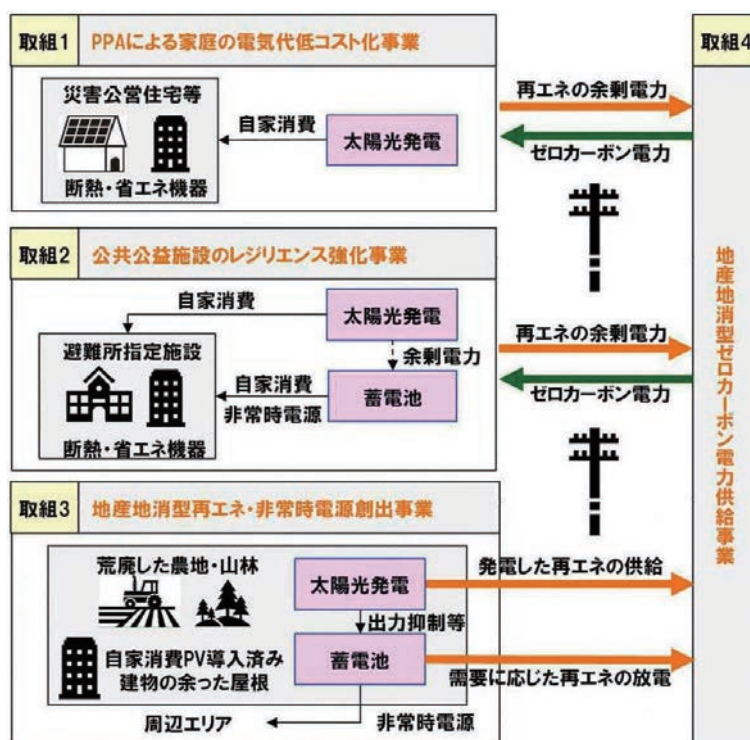 取組1
PPAによる家庭の電気代低コスト化事業
災害公営住宅等
断熱・省エネ機器
自家消費
太陽光発電
再エネの余剰電力
ゼロカーボン電力
取組2
公共公益施設のレジリエンス強化事業
自家消費
太陽光発電
余剰電力
避難所指定施設
断熱・省エネ機器
自家消費
非常時電源
蓄電池
再エネの余剰電力
ゼロカーボン電力
取組3
地産地消型再エネ・非常時電源創出事業
荒廃した農地・山林
太陽光発電
出力抑制等
自家消費PV導入済み
建物の余った屋根
蓄電池
周辺エリア
非常時電源
発電した再エネの供給
需要に応じた再エネの放電
取組4
地産地消型ゼロカーボン電力供給事業